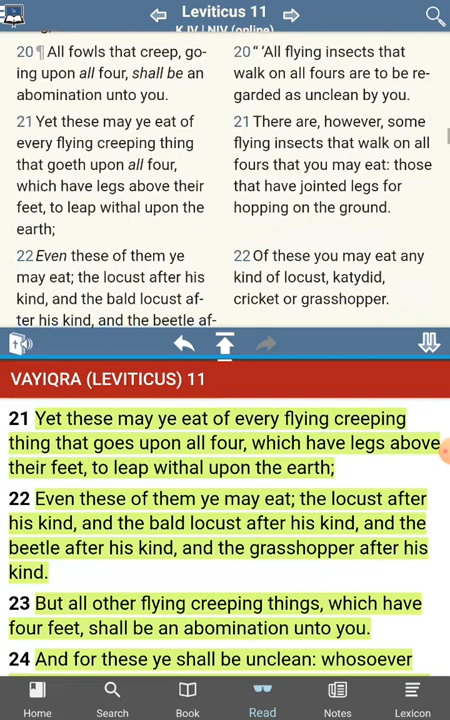 Leviticus 11
KJV | NIV (online)
20 ¶ All fowls that creep, go-
ing upon all four, shall be an
abomination unto you.
21 Yet these may ye eat of
every flying creeping thing
that goeth upon all four,
which have legs above their
feet, to leap withal upon the
earth;
22 Even these of them ye
may eat; the locust after his
kind, and the bald locust af-
ter his kind, and the beetle af-
20 “ ‘All flying insects that
walk on all fours are to be re-
garded as unclean by you.
21 There are, however, some
flying insects that walk on all
fours that you may eat: those
that have jointed legs for
hopping on the ground.
22 Of these you may eat any
kind of locust, katydid,
cricket or grasshopper.
VAYIQRA (LEVITICUS) 11
21 Yet these may ye eat of every flying creeping
thing that goes upon all four, which have legs above
their feet, to leap withal upon the earth;
22 Even these of them ye may eat; the locust after
his kind, and the bald locust after his kind, and the
beetle after his kind, and the grasshopper after his
kind.
23 But all other flying creeping things, which have
four feet, shall be an abomination unto you.
24 And for these ye shall be unclean: whosoever
Home
Search
Book
Read
Notes
Lexicon